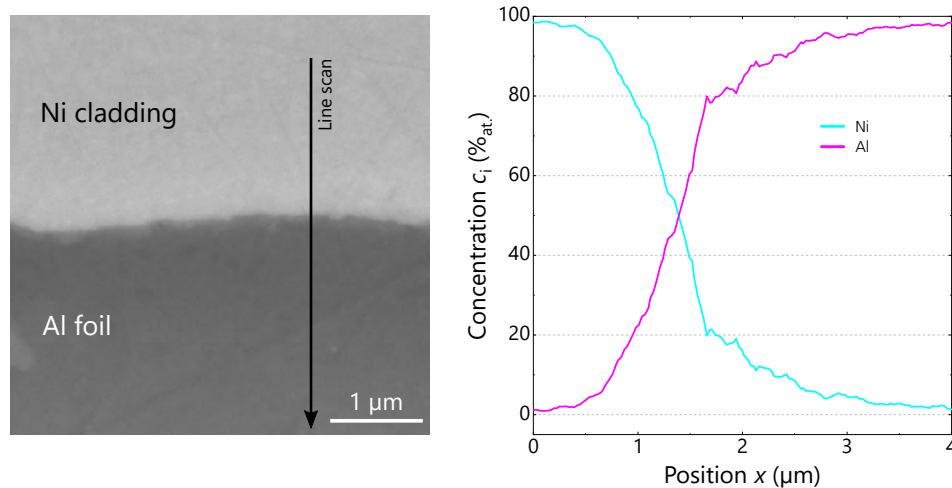 Ni cladding
Line scan
Al foil
1 µm
100
80
60
40
20
0
Concentration c_i (%_at.)
Ni
Al
0
1
2
3
4
Position x (µm)